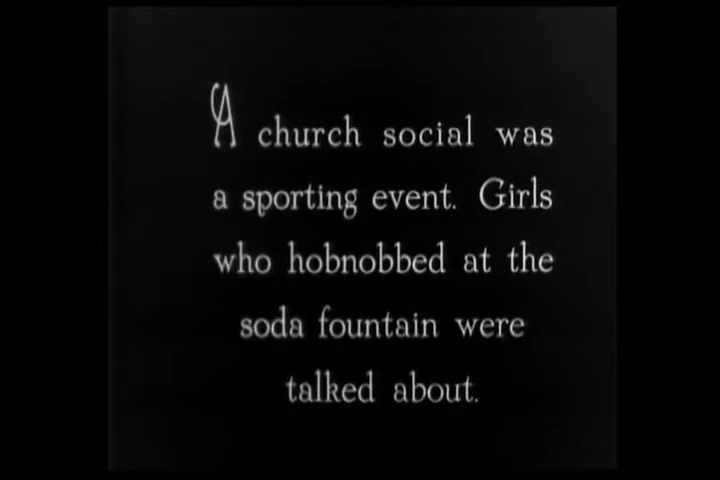 A church social was
a sporting event. Girls
who hobnobbed at the
soda fountain were
talked about.